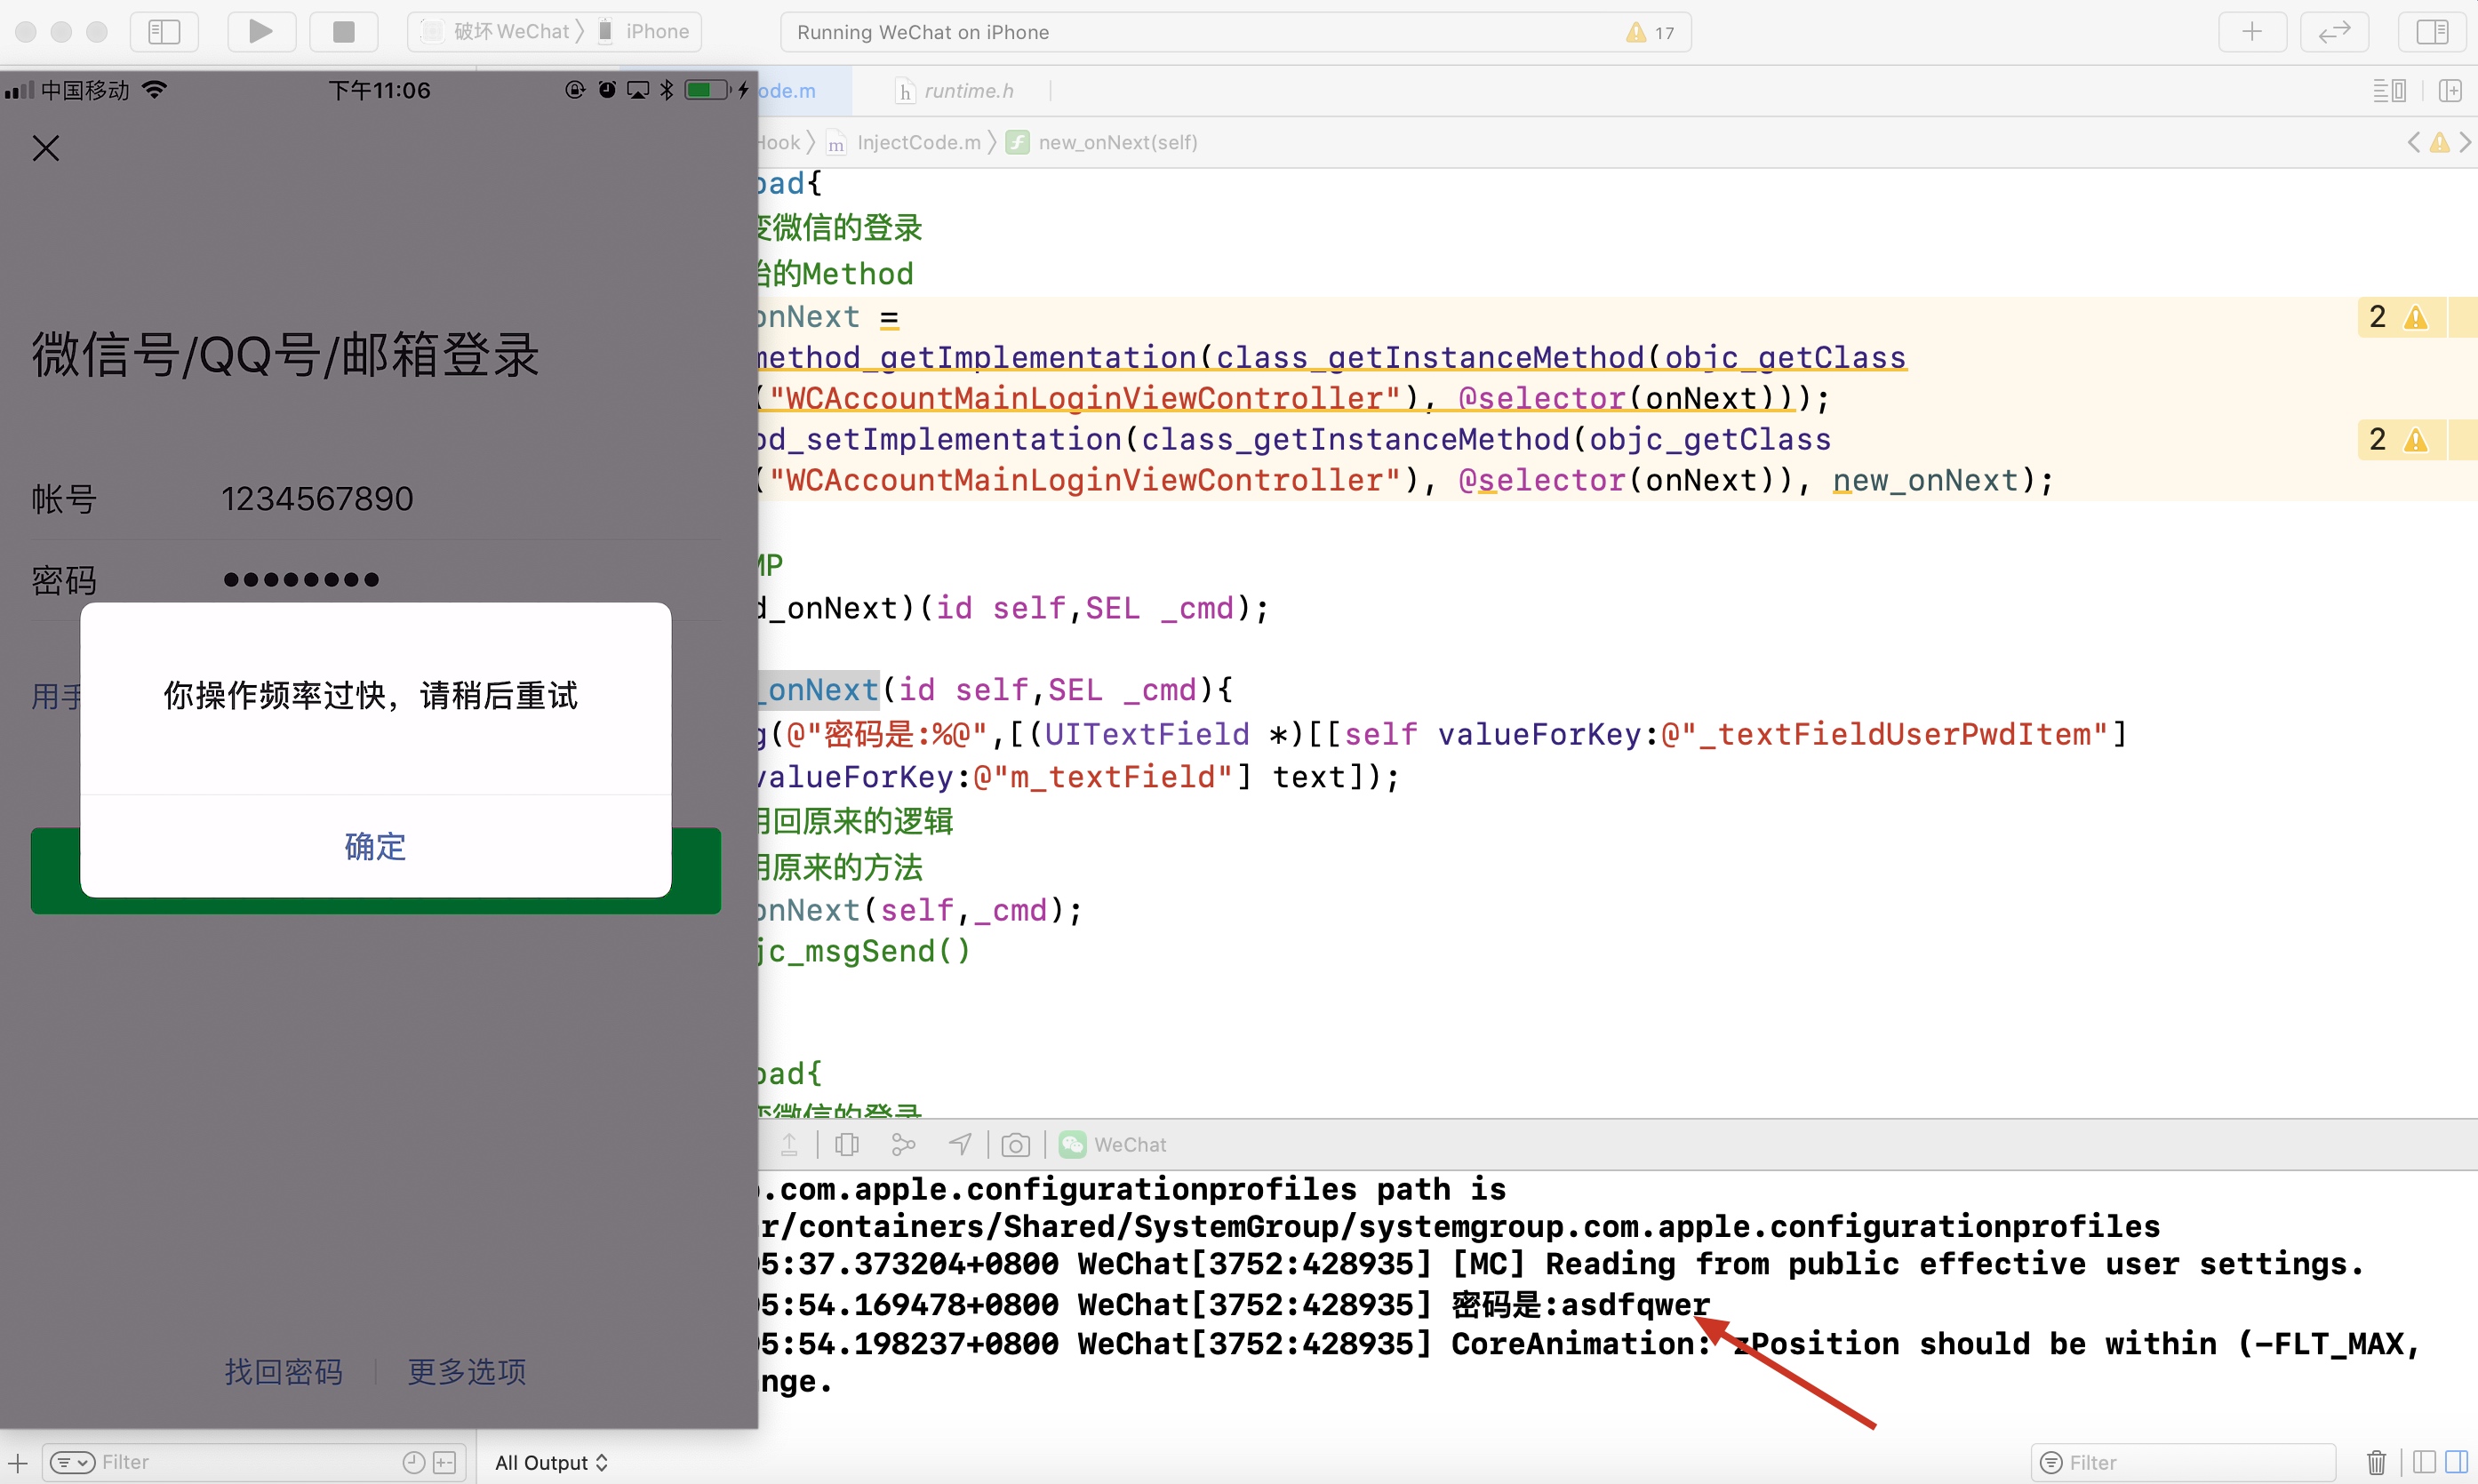 破坏 WeChat 〉 iPhone
Running WeChat on iPhone
17
中国移动
下午11:06
ode.m
h runtime.h
Hook 〉 m InjectCode.m 〉 f new_onNext(self)
微信号/QQ号/邮箱登录
帐号 1234567890
密码 ••••••••
用手
你操作频率过快，请稍后重试
确定
找回密码 | 更多选项
oad{
变微信的登录
始的Method
onNext =
method_getImplementation(class_getInstanceMethod(objc_getClass
("WCAccountMainLoginViewController"), @selector(onNext)));
od_setImplementation(class_getInstanceMethod(objc_getClass
("WCAccountMainLoginViewController"), @selector(onNext)), new_onNext);
2
2
MP
d_onNext)(id self,SEL _cmd);
_onNext(id self,SEL _cmd){
g(@"密码是:%@",[(UITextField *)[[self valueForKey:@"_textFieldUserPwdItem"]
valueForKey:@"m_textField"] text]);
用回原来的逻辑
用原来的方法
onNext(self,_cmd);
jc_msgSend()
oad{
变微信的登录
WeChat
.com.apple.configurationprofiles path is
r/containers/Shared/SystemGroup/systemgroup.com.apple.configurationprofiles
05:37.373204+0800 WeChat[3752:428935] [MC] Reading from public effective user settings.
05:54.169478+0800 WeChat[3752:428935] 密码是:asdfqwer
05:54.198237+0800 WeChat[3752:428935] CoreAnimation: zPosition should be within (-FLT_MAX,
nge.
Filter
All Output
Filter